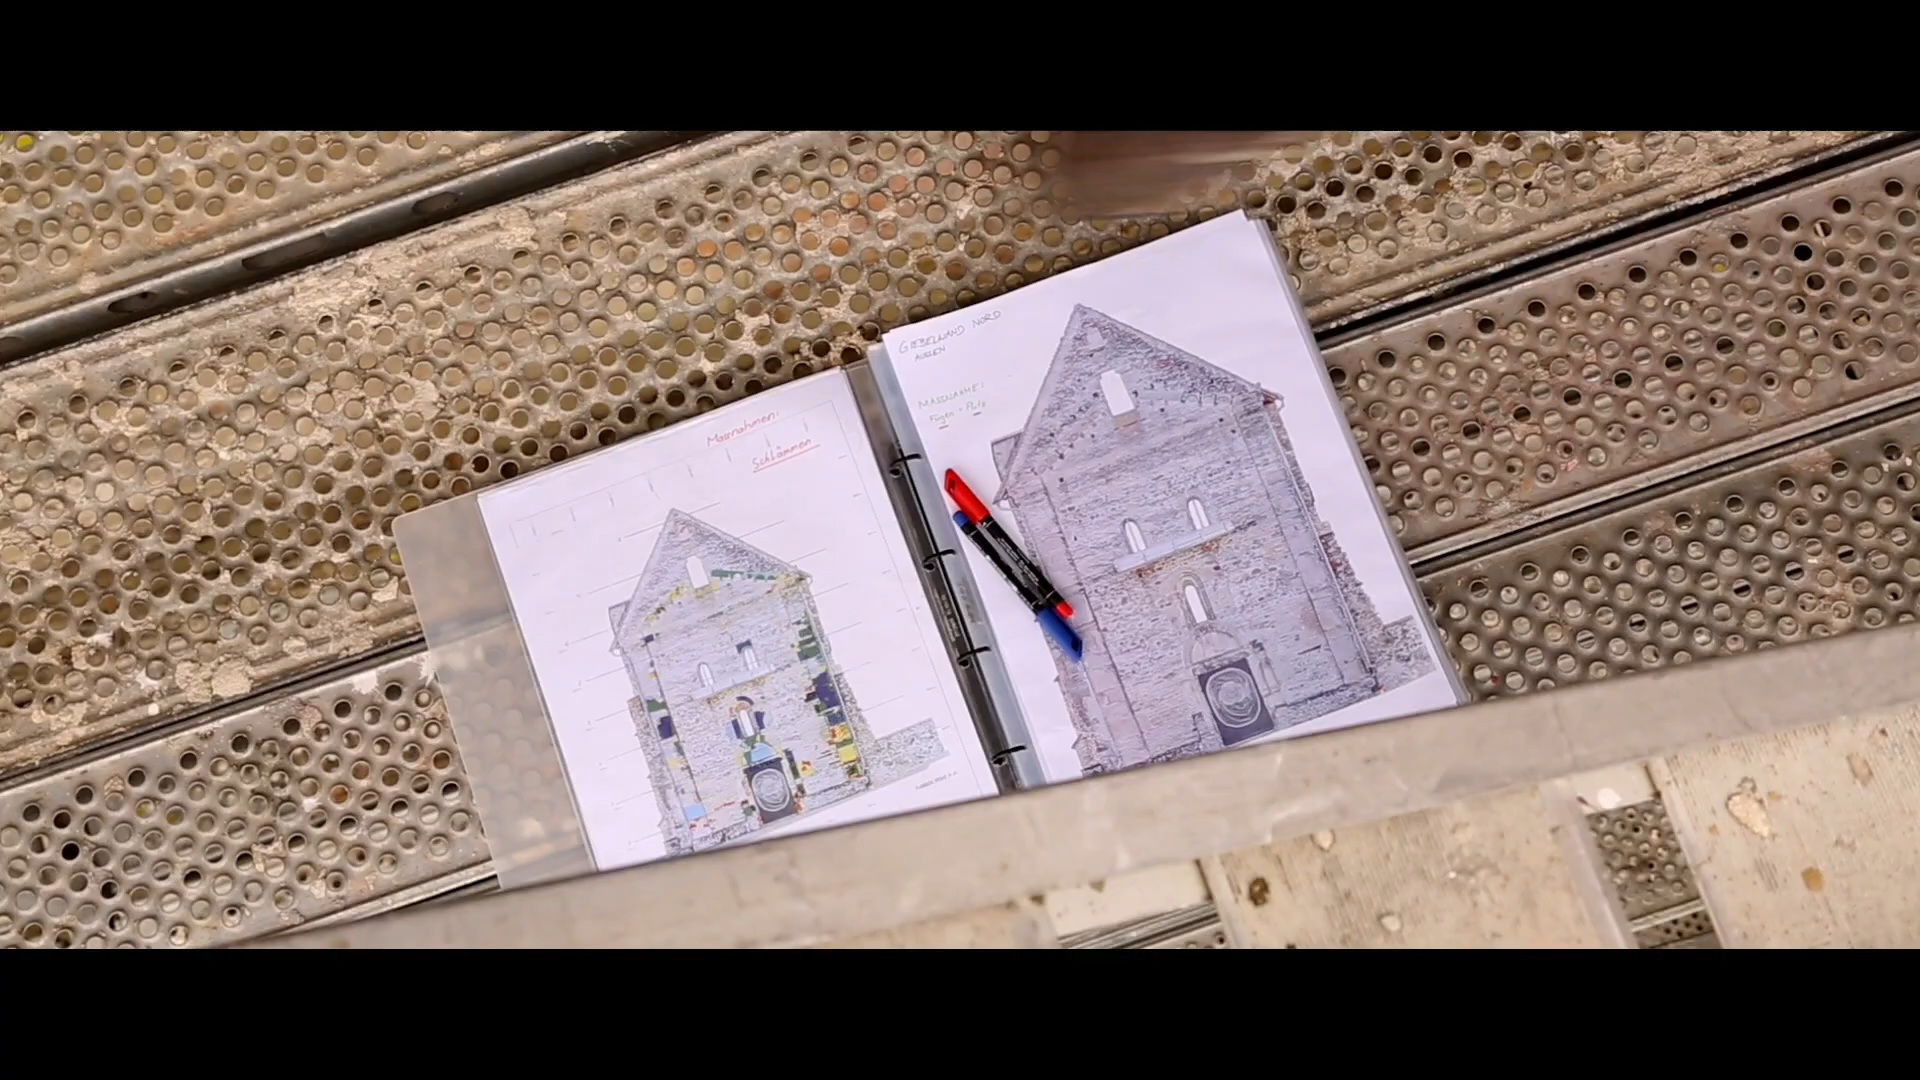 Massnahmen:
Schlämmen
GIEBELWAND NORD
AUSSEN
MASSNAHME:
Fugen + Putz